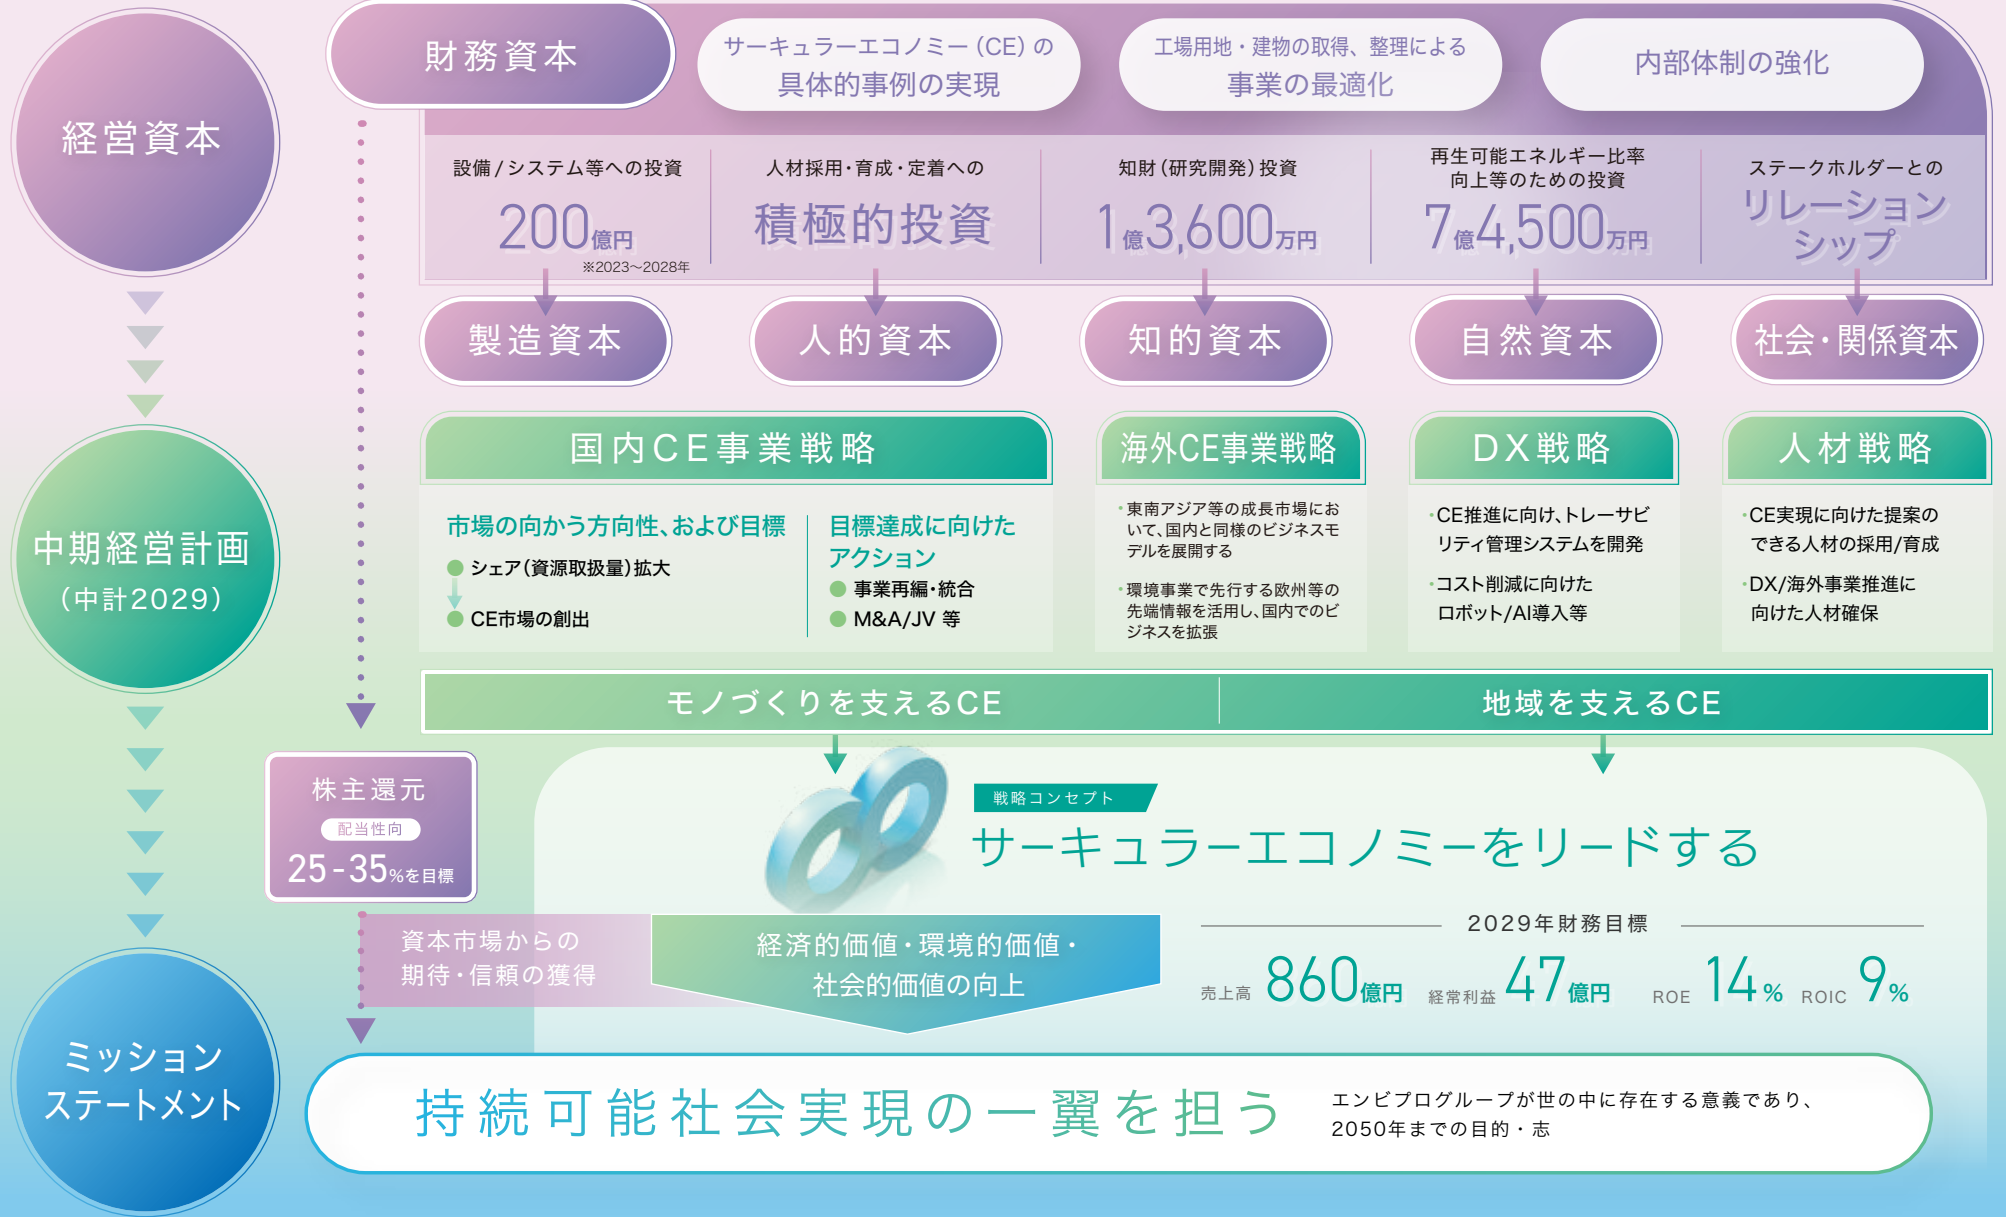 経営資本
財務資本
サーキュラーエコノミー（CE）の
具体的事例の実現
工場用地・建物の取得、整理による
事業の最適化
内部体制の強化
設備/システム等への投資
200億円
※2023～2028年
人材採用・育成・定着への
積極的投資
知財（研究開発）投資
1億3,600万円
再生可能エネルギー比率
向上等のための投資
7億4,500万円
ステークホルダーとの
リレーション
シップ
製造資本
人的資本
知的資本
自然資本
社会・関係資本
中期経営計画
（中計2029）
国内CE事業戦略
市場の向かう方向性、および目標
シェア（資源取扱量）拡大
CE市場の創出
目標達成に向けた
アクション
事業再編・統合
M&A/JV 等
海外CE事業戦略
・東南アジア等の成長市場にお
いて、国内と同様のビジネスモ
デルを展開する
・環境事業で先行する欧州等の
先端情報を活用し、国内でのビ
ジネスを拡張
DX戦略
・CE推進に向け、トレーサビ
リティ管理システムを開発
・コスト削減に向けた
ロボット/AI導入等
人材戦略
・CE実現に向けた提案の
できる人材の採用/育成
・DX/海外事業推進に
向けた人材確保
モノづくりを支えるCE
地域を支えるCE
株主還元
配当性向
25-35%を目標
戦略コンセプト
サーキュラーエコノミーをリードする
資本市場からの
期待・信頼の獲得
経済的価値・環境的価値・
社会的価値の向上
2029年財務目標
売上高 860億円 経常利益 47億円 ROE 14% ROIC 9%
ミッション
ステートメント
持続可能社会実現の一翼を担う
エンビプログループが世の中に存在する意義であり、
2050年までの目的・志